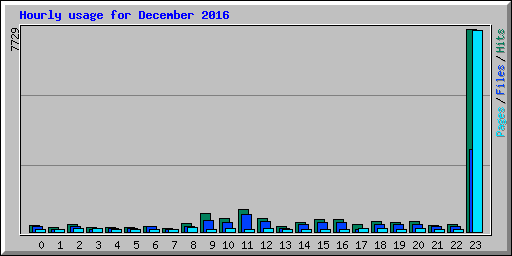 Hourly usage for December 2016
7729
Pages/Files/Hits
0 1 2 3 4 5 6 7 8 9 10 11 12 13 14 15 16 17 18 19 20 21 22 23